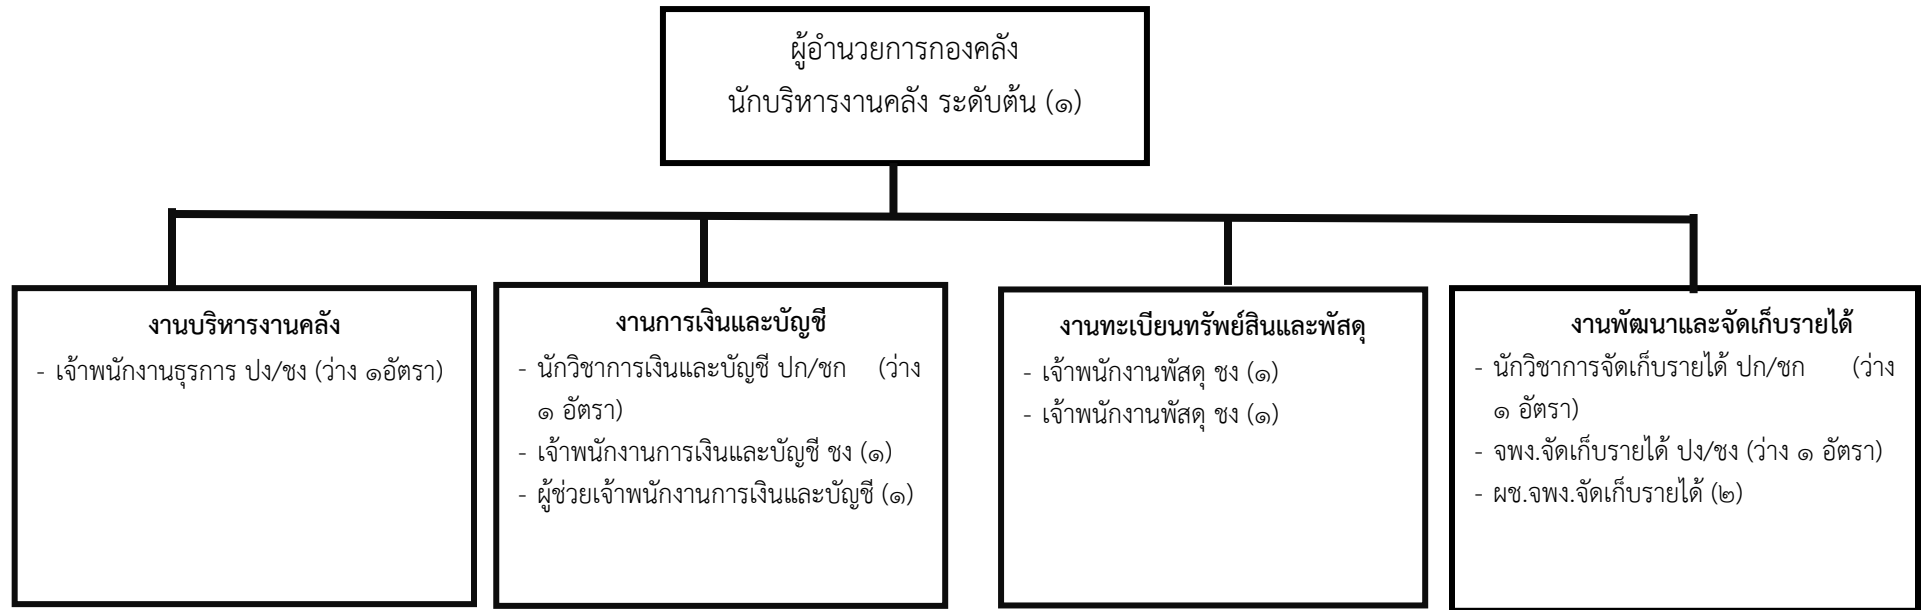 ผู้อำนวยการกองคลัง
นักบริหารงานคลัง ระดับต้น (๑)
งานบริหารงานคลัง
- เจ้าพนักงานธุรการ ปง/ชง (ว่าง ๑อัตรา)
งานการเงินและบัญชี
- นักวิชาการเงินและบัญชี ปก/ชก (ว่าง
๑ อัตรา)
- เจ้าพนักงานการเงินและบัญชี ชง (๑)
- ผู้ช่วยเจ้าพนักงานการเงินและบัญชี (๑)
งานทะเบียนทรัพย์สินและพัสดุ
- เจ้าพนักงานพัสดุ ชง (๑)
- เจ้าพนักงานพัสดุ ชง (๑)
งานพัฒนาและจัดเก็บรายได้
- นักวิชาการจัดเก็บรายได้ ปก/ชก (ว่าง
๑ อัตรา)
- จพง.จัดเก็บรายได้ ปง/ชง (ว่าง ๑ อัตรา)
- ผช.จพง.จัดเก็บรายได้ (๒)